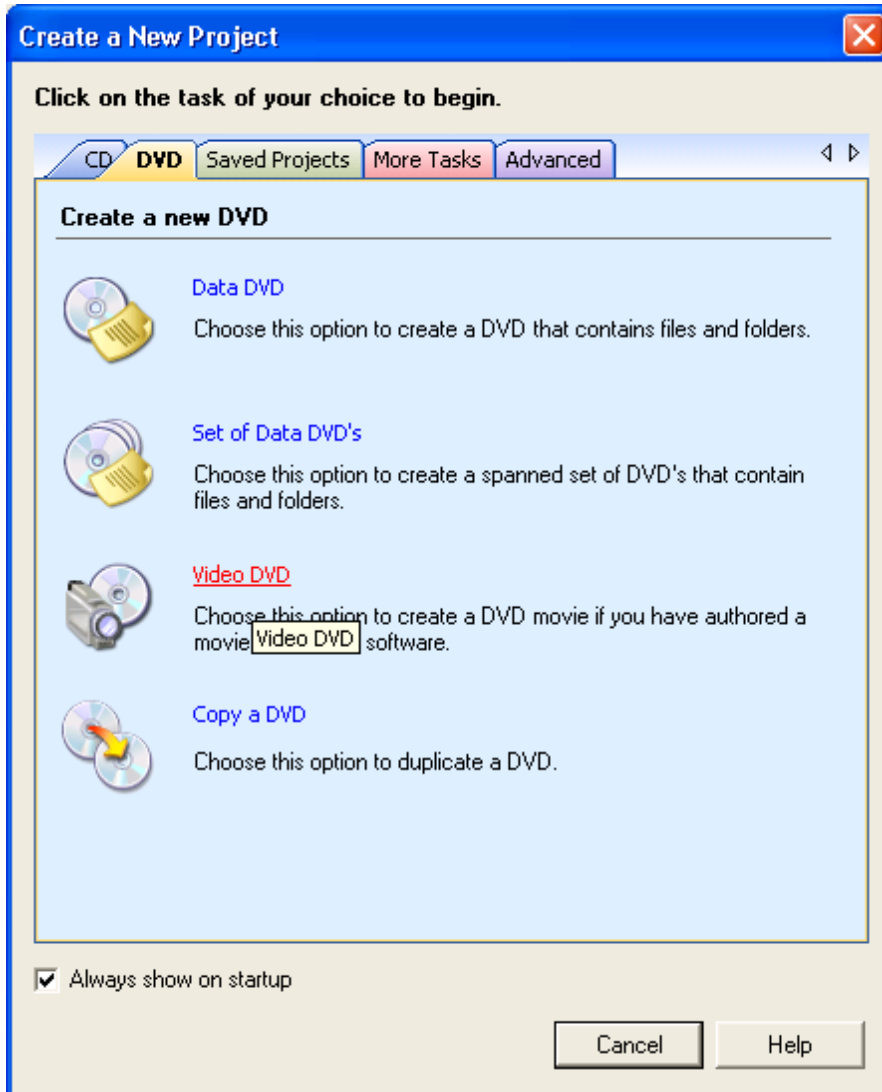 Create a New Project
Click on the task of your choice to begin.
CD DVD Saved Projects More Tasks Advanced
Create a new DVD
Data DVD
Choose this option to create a DVD that contains files and folders.
Set of Data DVD's
Choose this option to create a spanned set of DVD's that contain
files and folders.
Video DVD
Choose this option to create a DVD movie if you have authored a
movie Video DVD software.
Copy a DVD
Choose this option to duplicate a DVD.
Always show on startup
Cancel Help